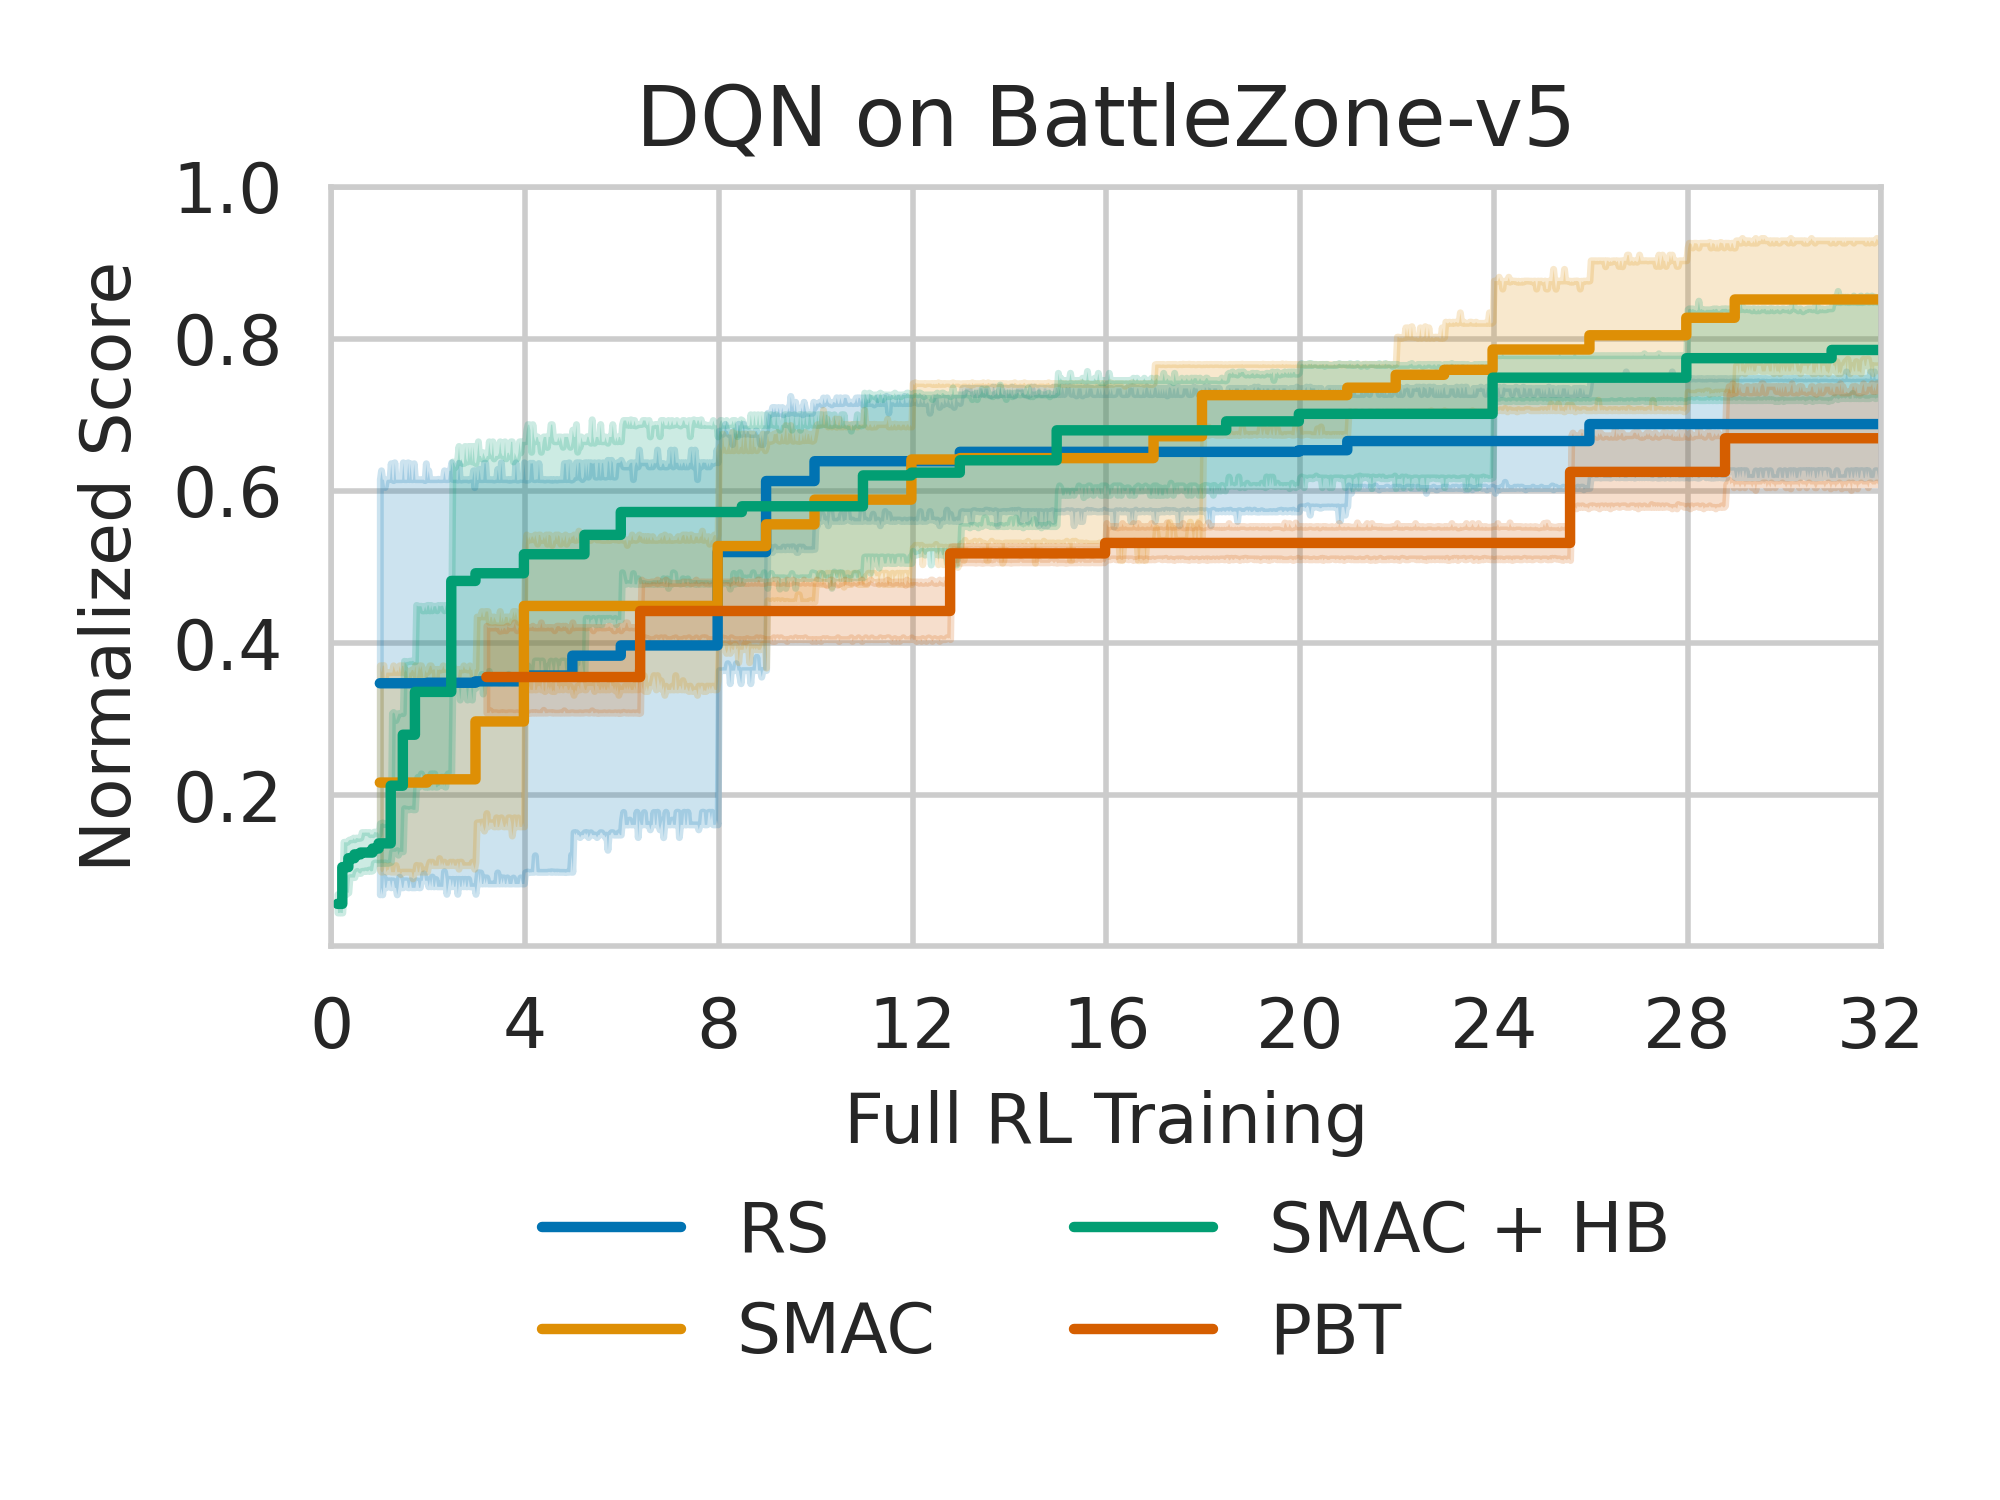 DQN on BattleZone-v5
1.0
0.8
0.6
0.4
0.2
Normalized Score
0 4 8 12 16 20 24 28 32
Full RL Training
RS SMAC + HB
SMAC PBT